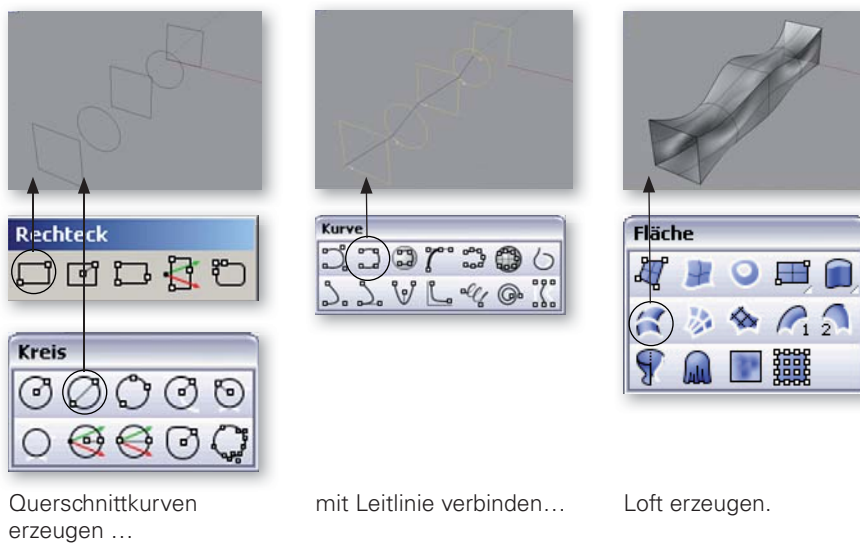 Rechteck
Kreis
Querschnittkurven
erzeugen …
Kurve
mit Leitlinie verbinden…
Fläche
1 2
Loft erzeugen.